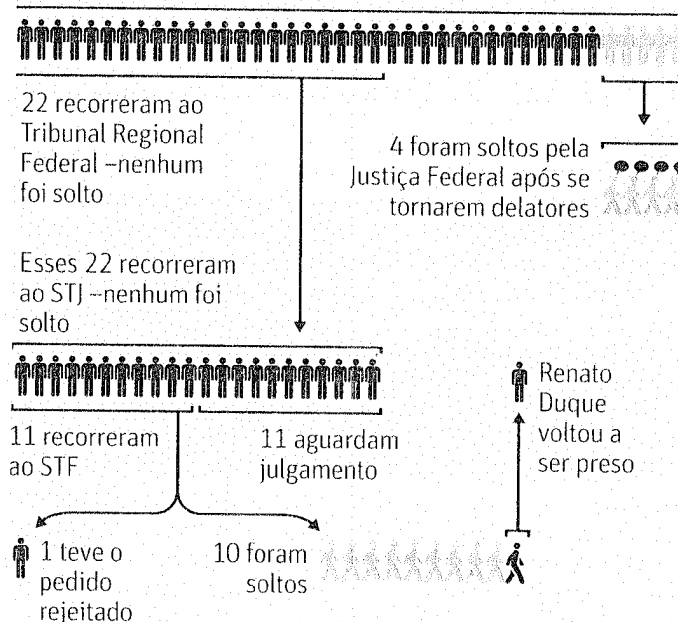 22 recorreram ao
Tribunal Regional
Federal –nenhum
foi solto
4 foram soltos pela
Justiça Federal após se
tornarem delatores
Esses 22 recorreram
ao STJ –nenhum foi
solto
11 recorreram
ao STF
11 aguardam
julgamento
Renato
Duque
voltou a
ser preso
1 teve o
pedido
rejeitado
10 foram
soltos